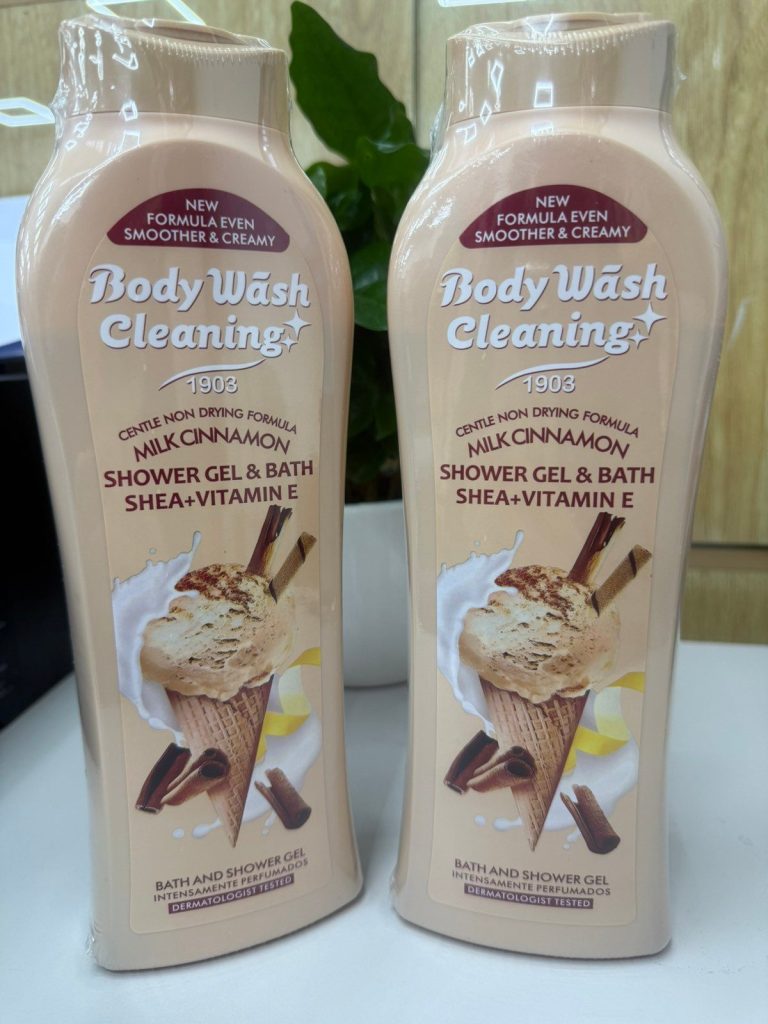 NEW
FORMULA EVEN
SMOOTHER & CREAMY
Body Wãsh
Cleaning
1903
CENTLE NON DRYING FORMULA
MILK CINNAMON
SHOWER GEL & BATH
SHEA+VITAMIN E
BATH AND SHOWER GEL
INTENSAMENTE PERFUMADOS
DERMATOLOGIST TESTED
NEW
FORMULA EVEN
SMOOTHER & CREAMY
Body Wãsh
Cleaning
1903
CENTLE NON DRYING FORMULA
MILK CINNAMON
SHOWER GEL & BATH
SHEA+VITAMIN E
BATH AND SHOWER GEL
INTENSAMENTE PERFUMADOS
DERMATOLOGIST TESTED